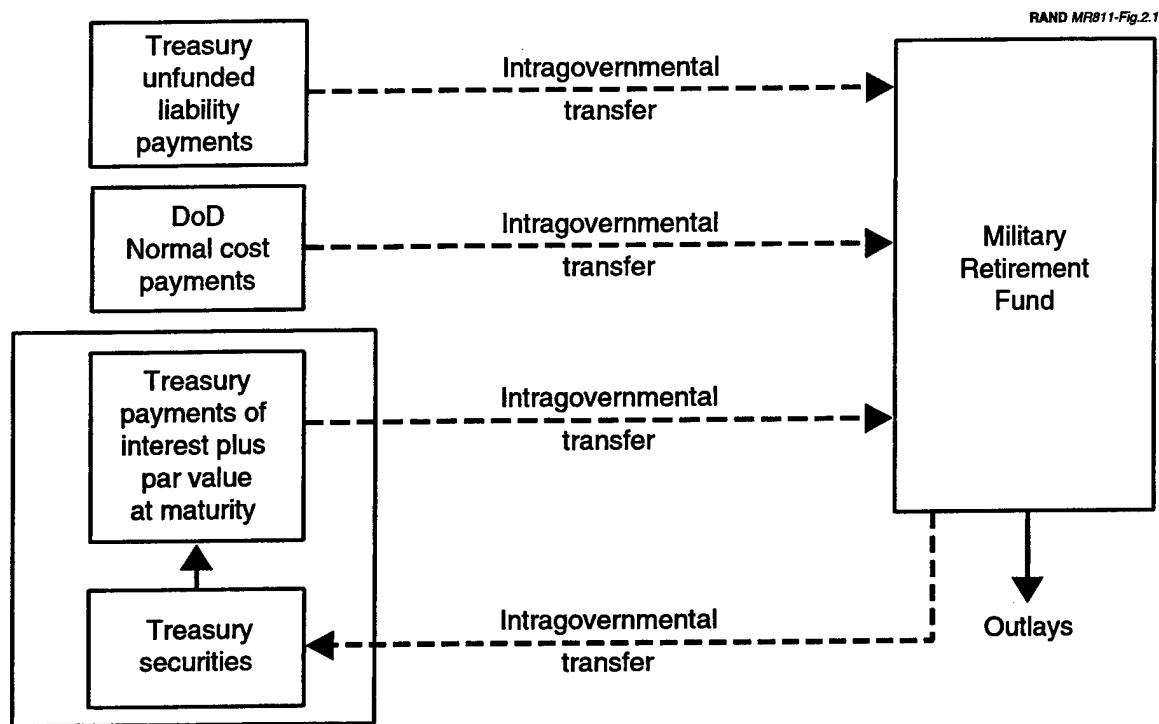 RAND MR811-Fig.2.1
Treasury
unfunded
liability
payments
Intragovernmental
transfer
DoD
Normal cost
payments
Intragovernmental
transfer
Military
Retirement
Fund
Treasury
payments of
interest plus
par value
at maturity
Intragovernmental
transfer
Treasury
securities
Intragovernmental
transfer
Outlays